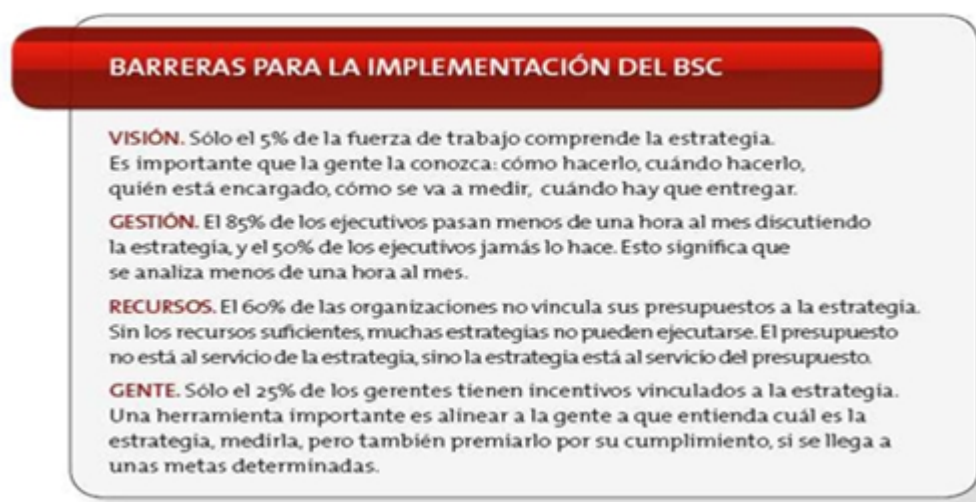 BARRERAS PARA LA IMPLEMENTACIÓN DEL BSC
VISIÓN. Sólo el 5% de la fuerza de trabajo comprende la estrategia.
Es importante que la gente la conozca: cómo hacerlo, cuándo hacerlo,
quién está encargado, cómo se va a medir, cuándo hay que entregar.
GESTIÓN. El 85% de los ejecutivos pasan menos de una hora al mes discutiendo
la estrategia, y el 50% de los ejecutivos jamás lo hace. Esto significa que
se analiza menos de una hora al mes.
RECURSOS. El 60% de las organizaciones no vincula sus presupuestos a la estrategia.
Sin los recursos suficientes, muchas estrategias no pueden ejecutarse. El presupuesto
no está al servicio de la estrategia, sino la estrategia está al servicio del presupuesto.
GENTE. Sólo el 25% de los gerentes tienen incentivos vinculados a la estrategia.
Una herramienta importante es alinear a la gente a que entienda cuál es la
estrategia, medirla, pero también premiarlo por su cumplimiento, si se llega a
unas metas determinadas.